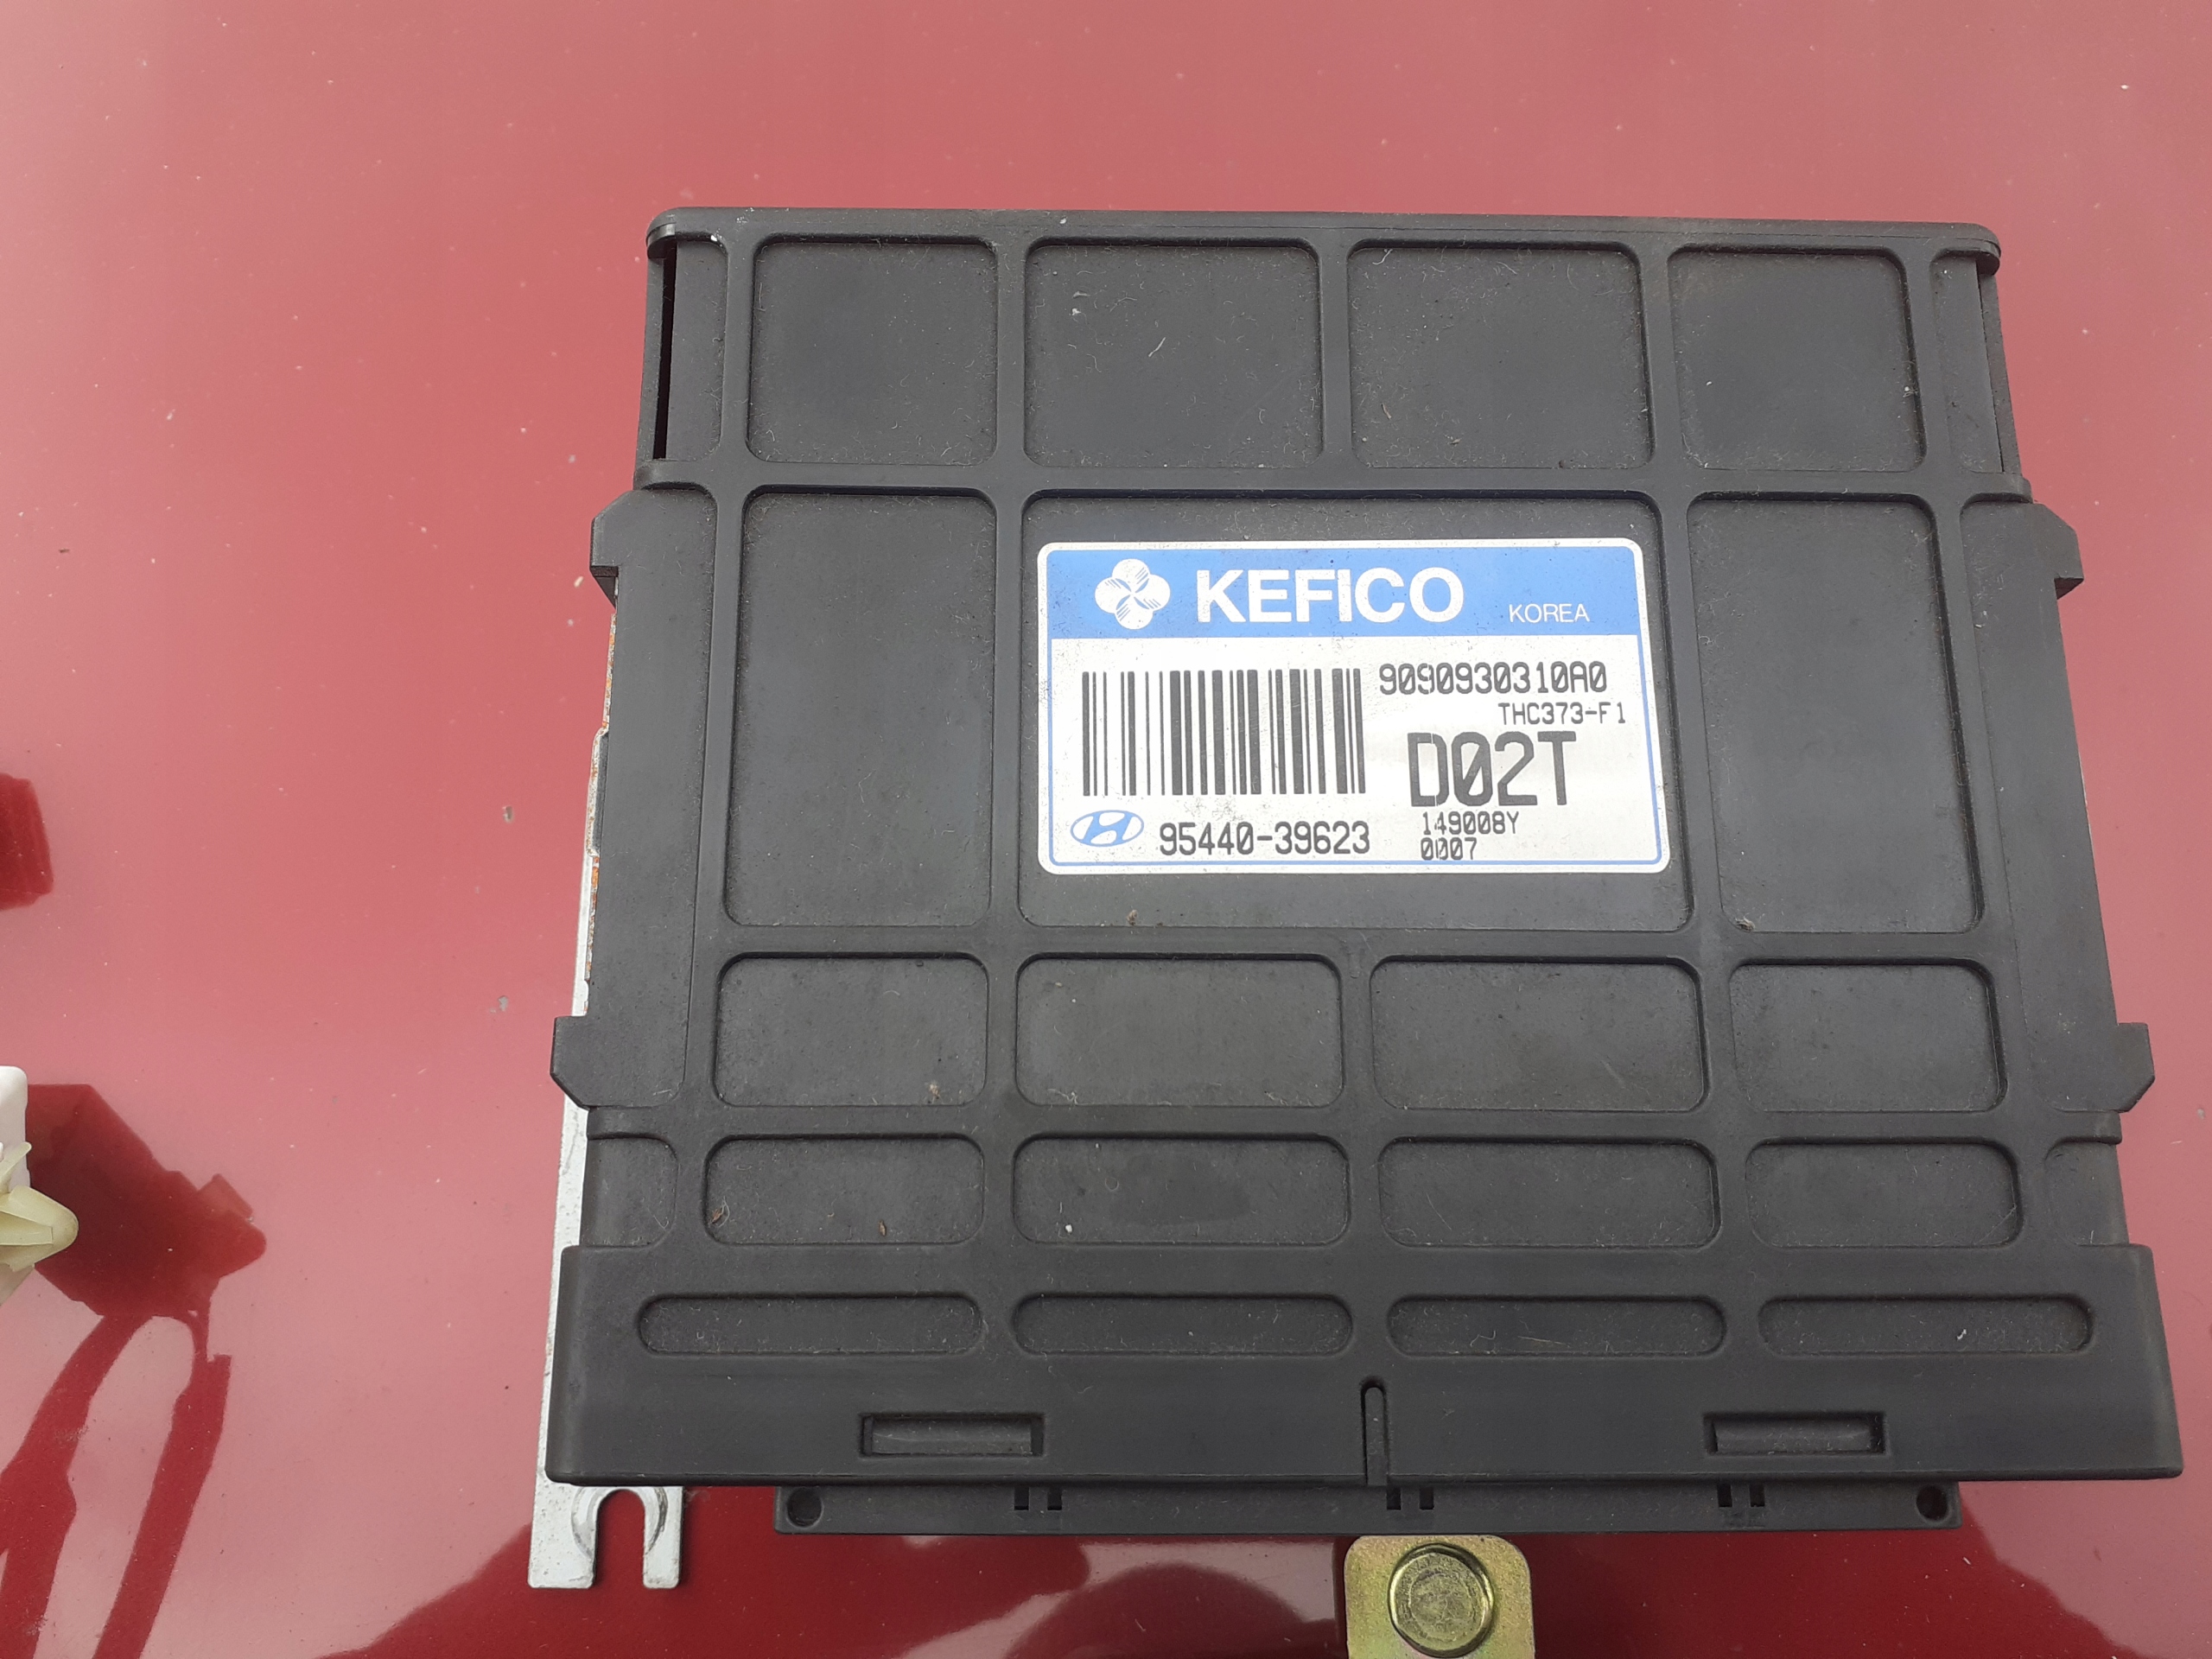 KEFICO KOREA
9090930310A0
THC373-F1
D02T
95440-39623
149008Y
0007